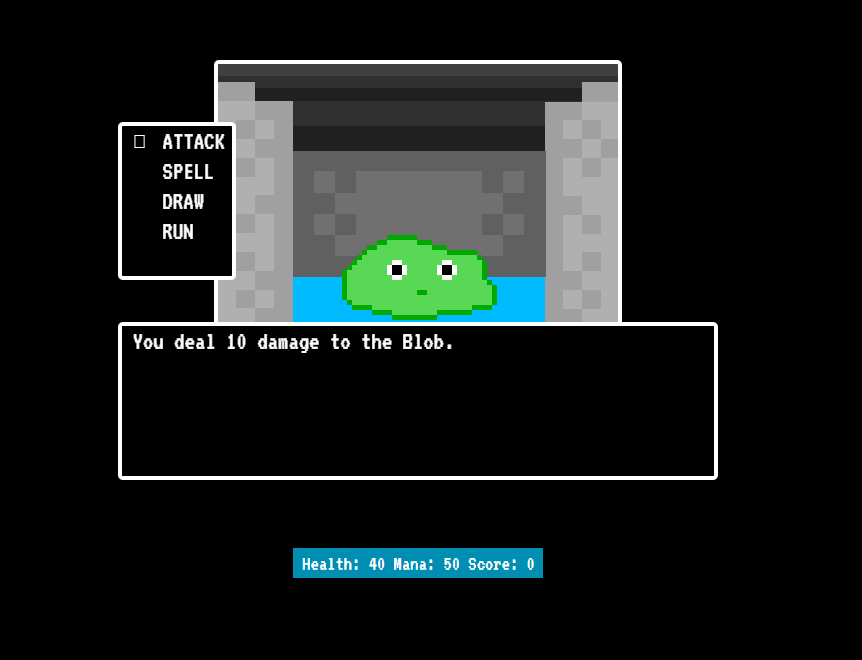 ATTACK
SPELL
DRAW
RUN
You deal 10 damage to the Blob.
Health: 40 Mana: 50 Score: 0